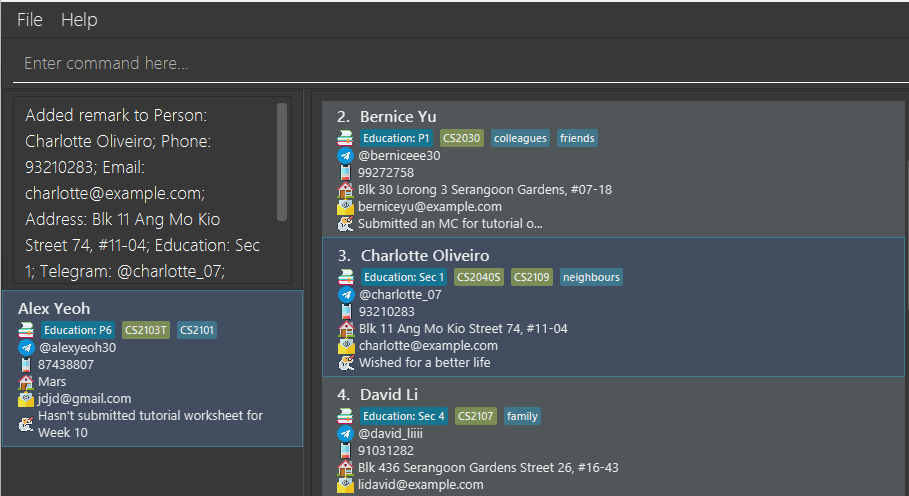 File Help
Enter command here...
Added remark to Person:
Charlotte Oliveiro; Phone:
93210283; Email:
charlotte@example.com;
Address: Blk 11 Ang Mo Kio
Street 74, #11-04; Education: Sec
1; Telegram: @charlotte_07;
Alex Yeoh
Education: P6 CS2103T CS2101
@alexyeoh30
87438807
Mars
jdjd@gmail.com
Hasn't submitted tutorial worksheet for
Week 10
2. Bernice Yu
Education: P1 CS2030 colleagues friends
@berniceee30
99272758
Blk 30 Lorong 3 Serangoon Gardens, #07-18
berniceyu@example.com
Submitted an MC for tutorial o...
3. Charlotte Oliveiro
Education: Sec 1 CS2040S CS2109 neighbours
@charlotte_07
93210283
Blk 11 Ang Mo Kio Street 74, #11-04
charlotte@example.com
Wished for a better life
4. David Li
Education: Sec 4 CS2107 family
@david_liiii
91031282
Blk 436 Serangoon Gardens Street 26, #16-43
lidavid@example.com